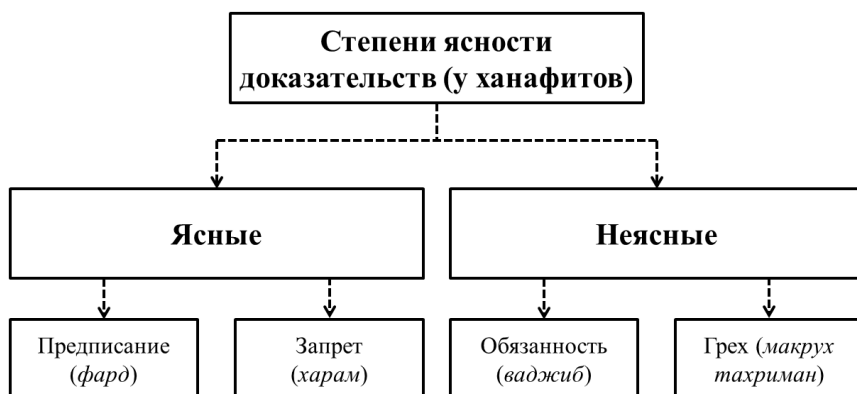 Степени ясности
доказательств (у ханафитов)
Ясные
Неясные
Предписание
(фард)
Запрет
(харам)
Обязанность
(ваджиб)
Грех (макрух
тахриман)